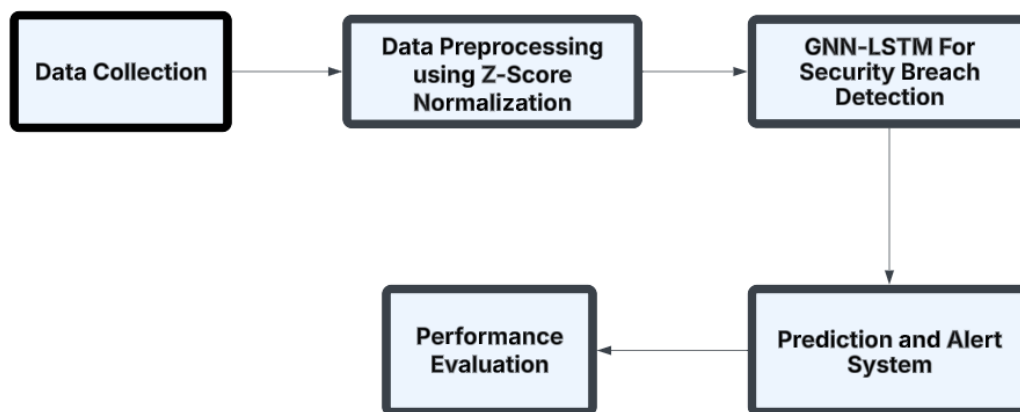 Data Collection
Data Preprocessing
using Z-Score
Normalization
GNN-LSTM For
Security Breach
Detection
Performance
Evaluation
Prediction and Alert
System